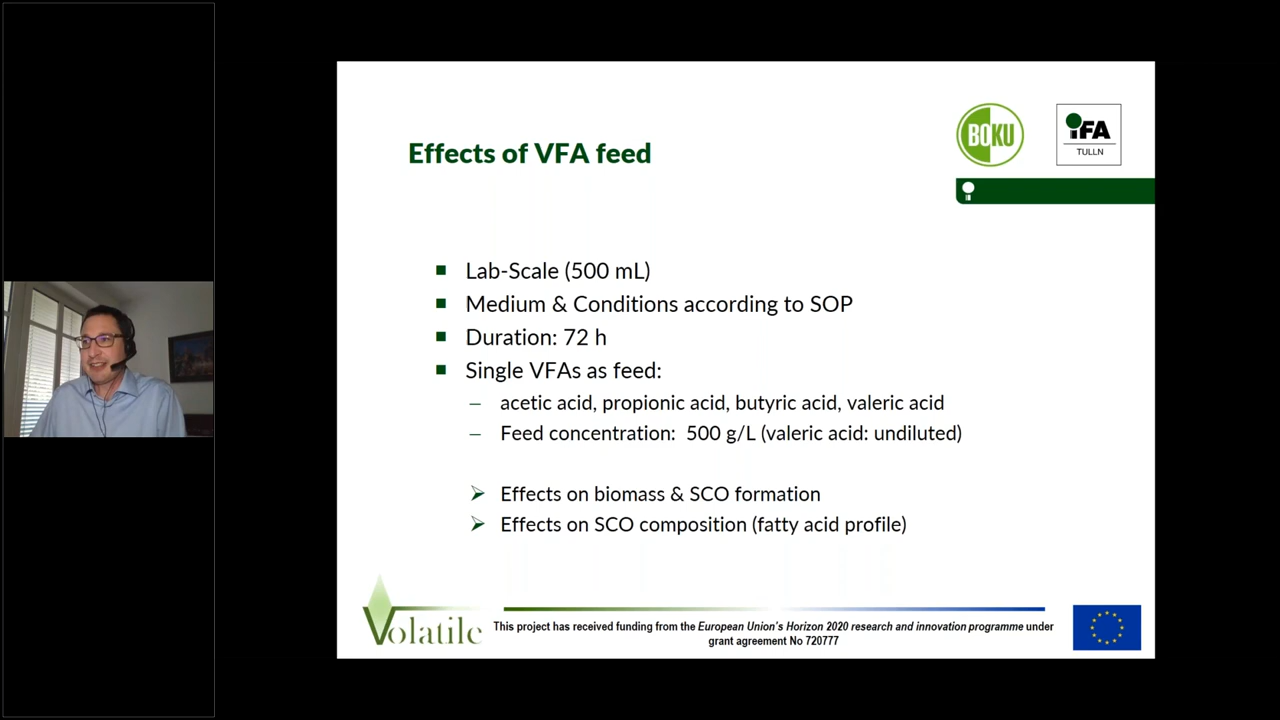 Effects of VFA feed
BOKU
iFA
TULLN
Lab-Scale (500 mL)
Medium & Conditions according to SOP
Duration: 72 h
Single VFAs as feed:
– acetic acid, propionic acid, butyric acid, valeric acid
– Feed concentration: 500 g/L (valeric acid: undiluted)
Effects on biomass & SCO formation
Effects on SCO composition (fatty acid profile)
Volatile
This project has received funding from the European Union's Horizon 2020 research and innovation programme under
grant agreement No 720777